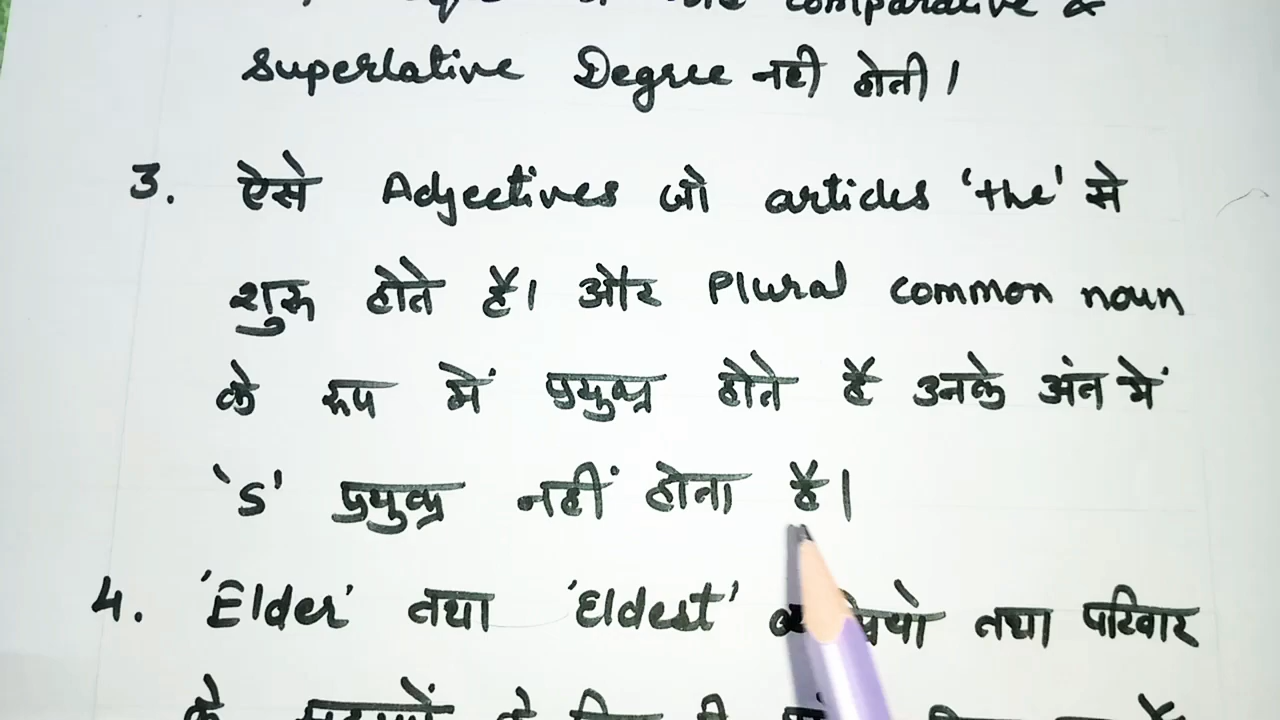 comparative &
Superlative Degree नही होती।
3. ऐसे Adjectives जो articles 'the' से
शुरू होते हैं। और Plural common noun
के रूप में प्रयुक्त होते हैं उनके अंत में
'S' प्रयुक्त नहीं होता है।
4. 'Elder' तथा 'Eldest' तथा परिवार
के